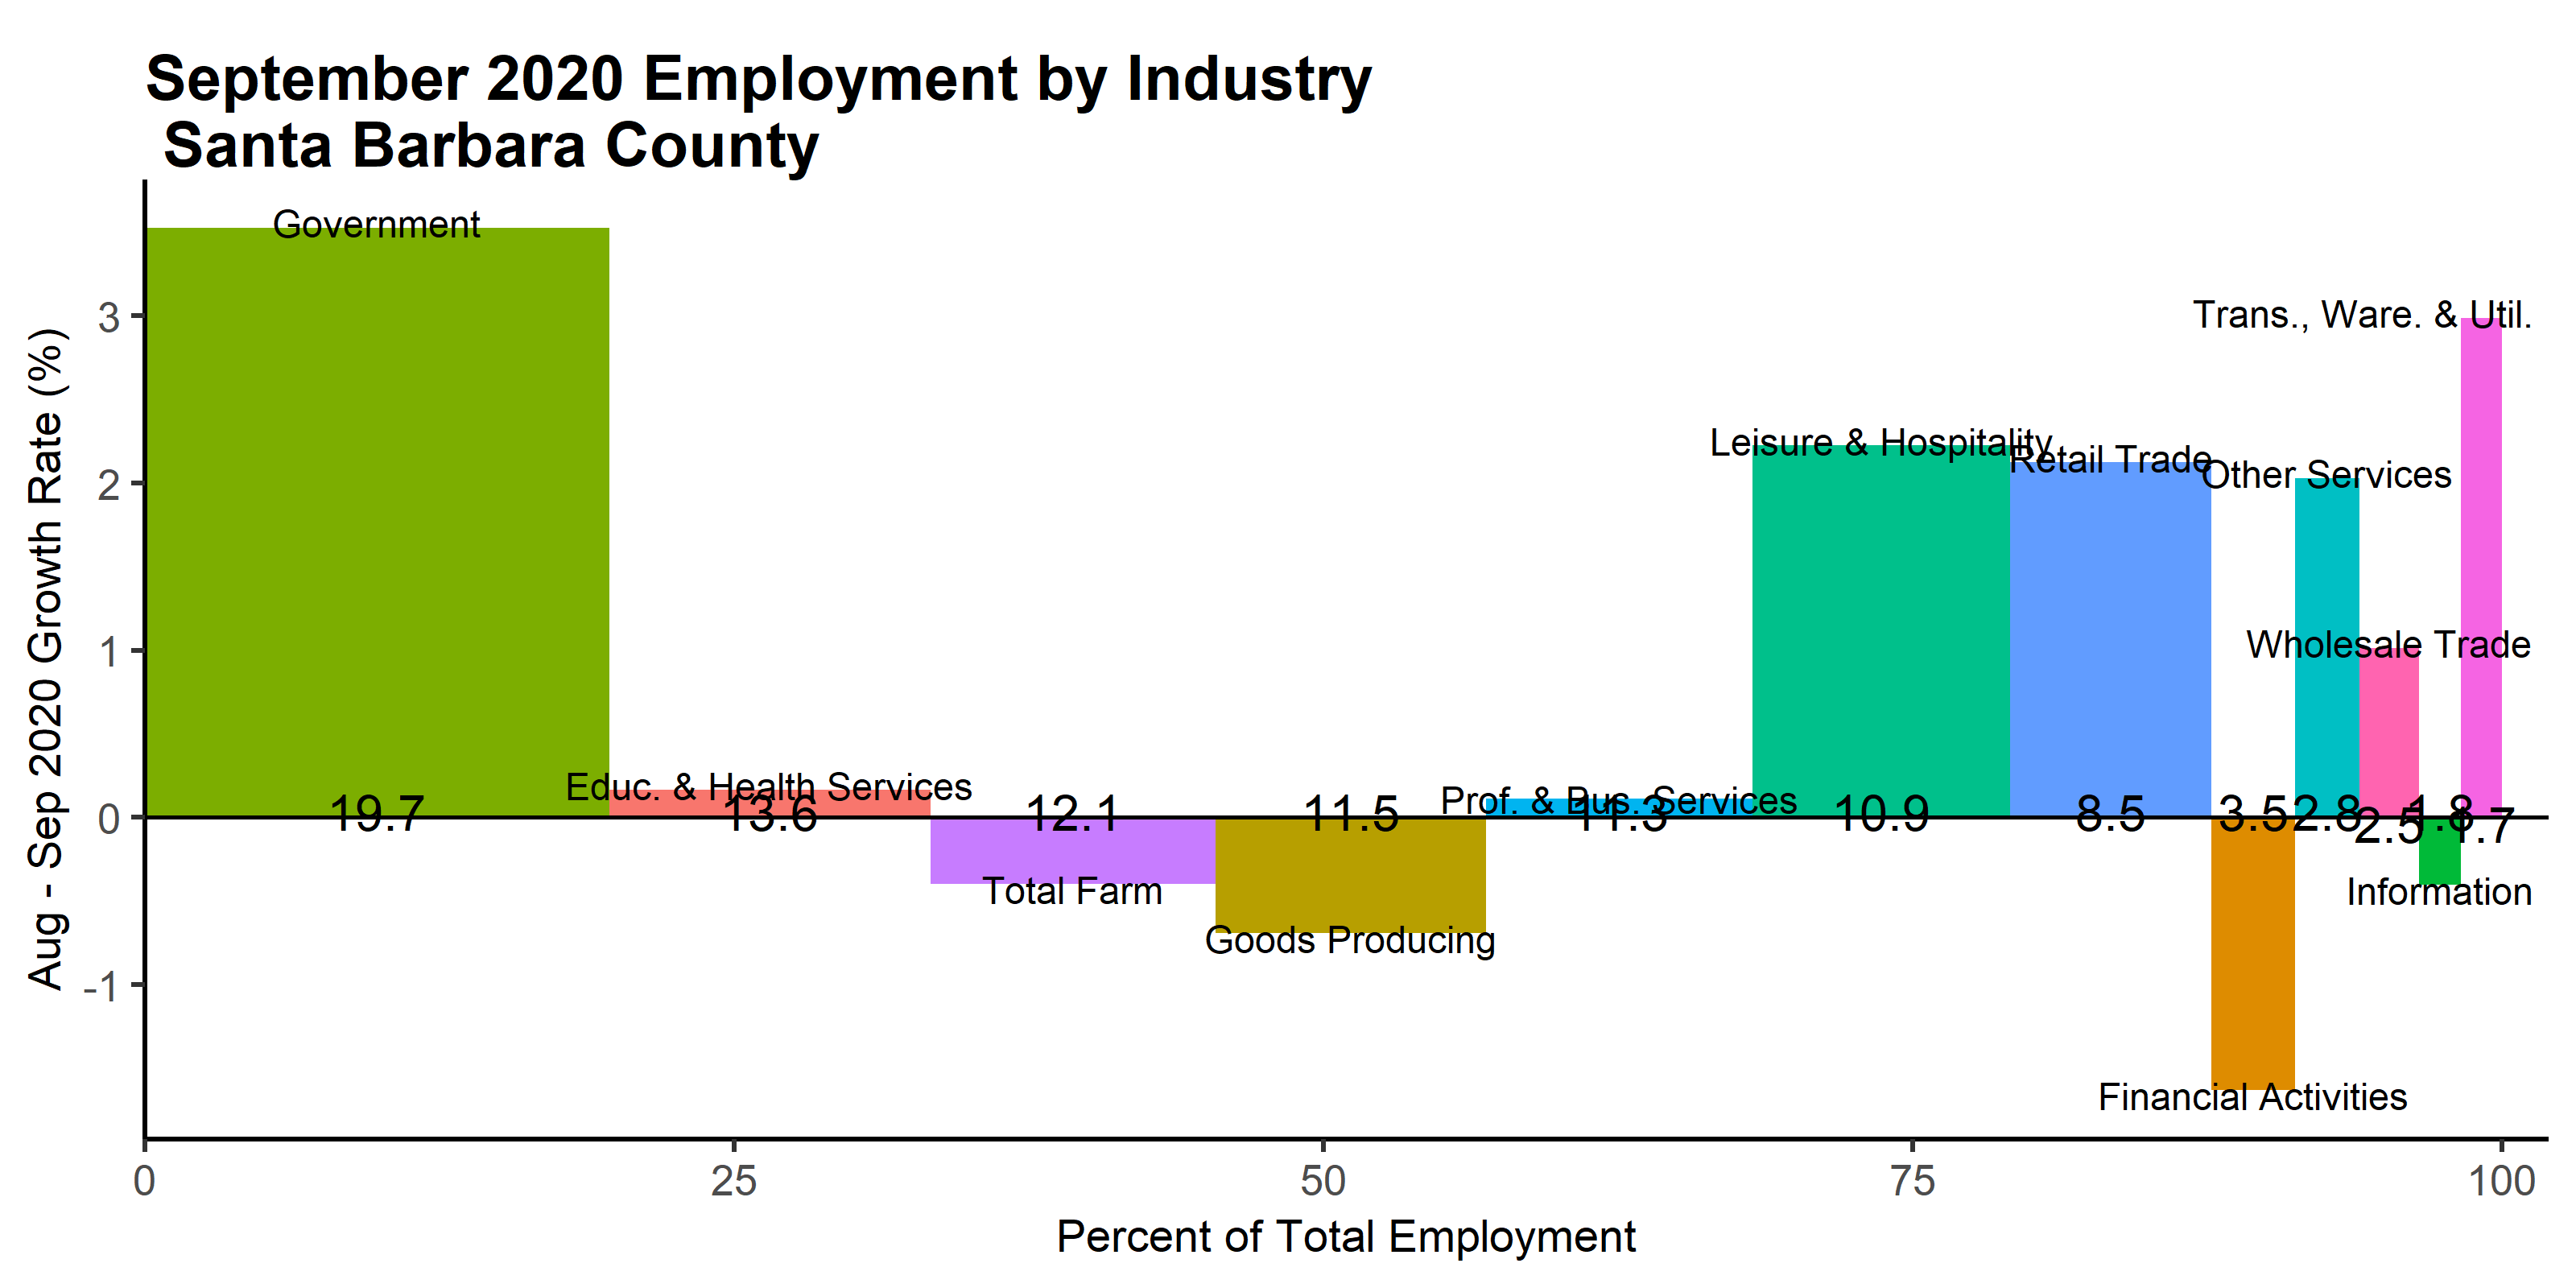 September 2020 Employment by Industry
Santa Barbara County
Aug - Sep 2020 Growth Rate (%)
3
2
1
0
-1
Government
Trans., Ware. & Util.
Leisure & Hospitality
Retail Trade
Other Services
Wholesale Trade
Educ. & Health Services
Prof. & Bus. Services
19.7
13.6
12.1
11.5
11.3
10.9
8.5
3.5
2.8
2.5
1.8
1.7
Total Farm
Information
Goods Producing
Financial Activities
0
25
50
75
100
Percent of Total Employment